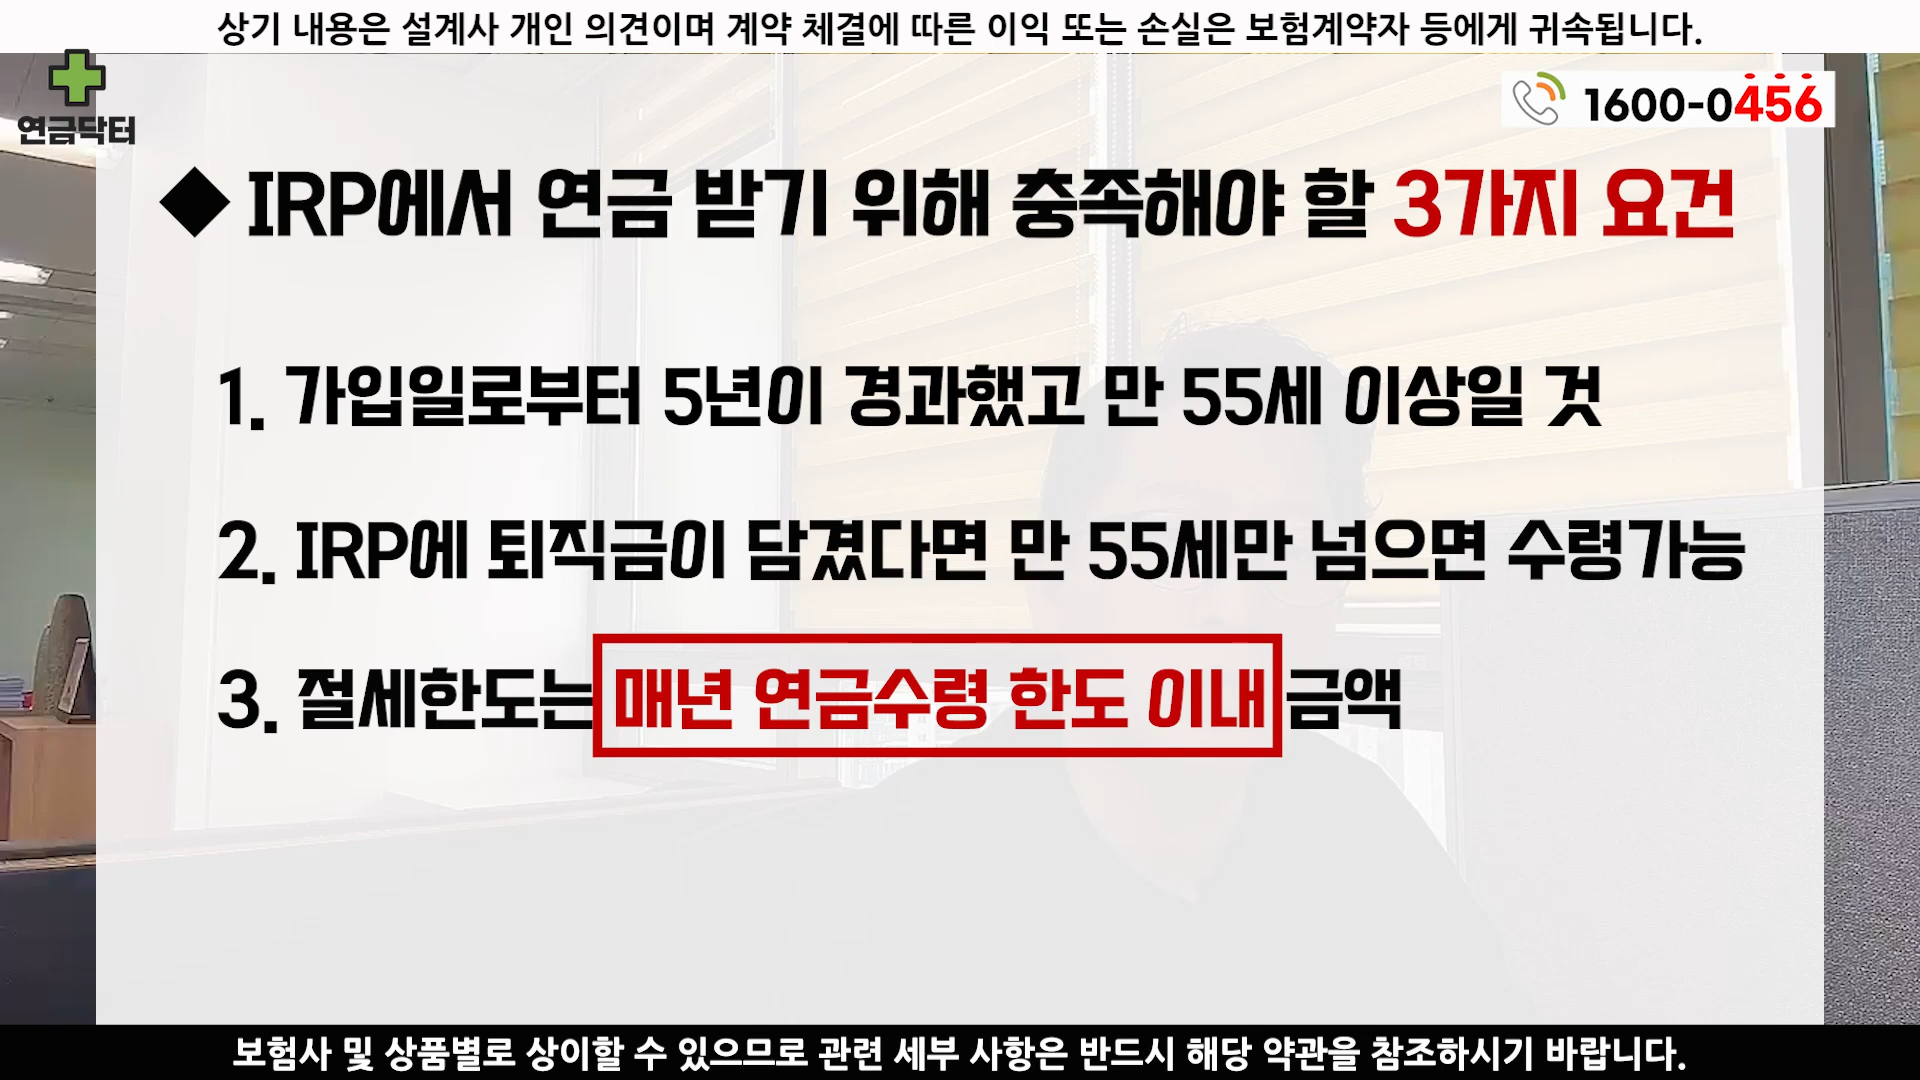 상기 내용은 설계사 개인 의견이며 계약 체결에 따른 이익 또는 손실은 보험계약자 등에게 귀속됩니다.
연금닥터
1600-0456
◆ IRP에서 연금 받기 위해 충족해야 할 3가지 요건
1. 가입일로부터 5년이 경과했고 만 55세 이상일 것
2. IRP에 퇴직금이 담겼다면 만 55세만 넘으면 수령가능
3. 절세한도는 매년 연금수령 한도 이내 금액
보험사 및 상품별로 상이할 수 있으므로 관련 세부 사항은 반드시 해당 약관을 참조하시기 바랍니다.